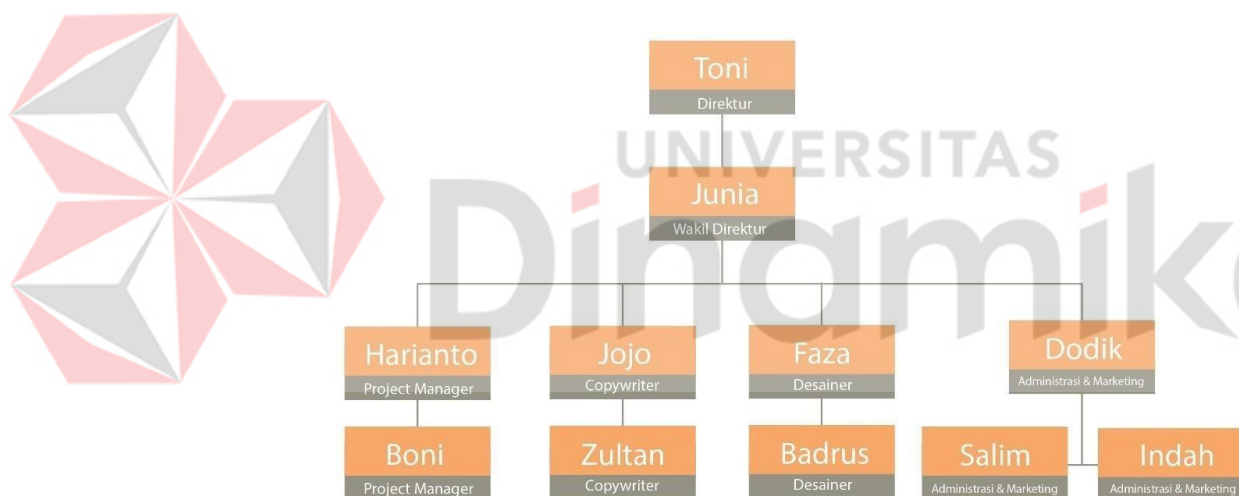 Toni
Direktur
UNIVERSITAS
Dinamika
Junia
Wakil Direktur
Harianto
Project Manager
Jojo
Copywriter
Faza
Desainer
Dodik
Administrasi & Marketing
Boni
Project Manager
Zultan
Copywriter
Badrus
Desainer
Salim
Administrasi & Marketing
Indah
Administrasi & Marketing